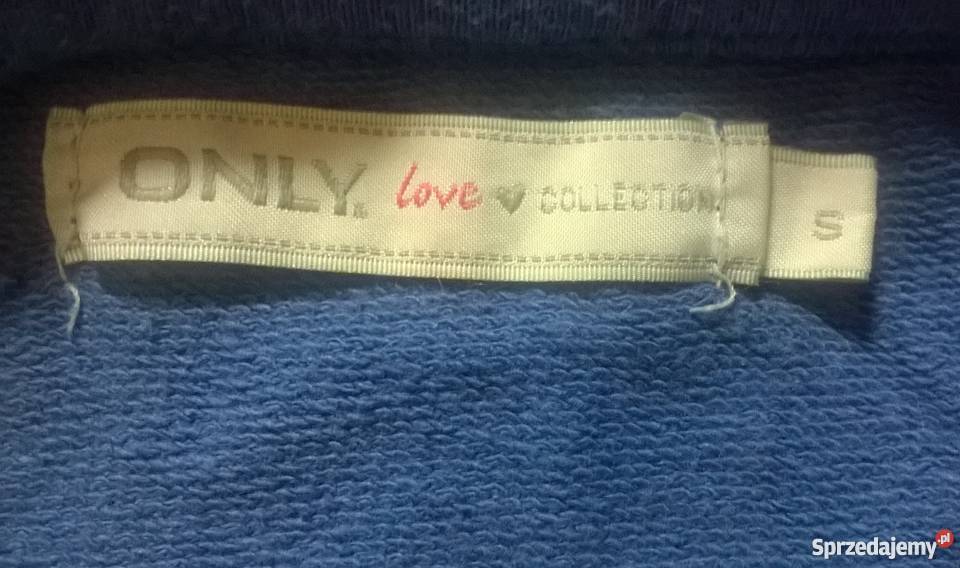 ONLY® love ♥ COLLECTION
S
Sprzedajemy.pl